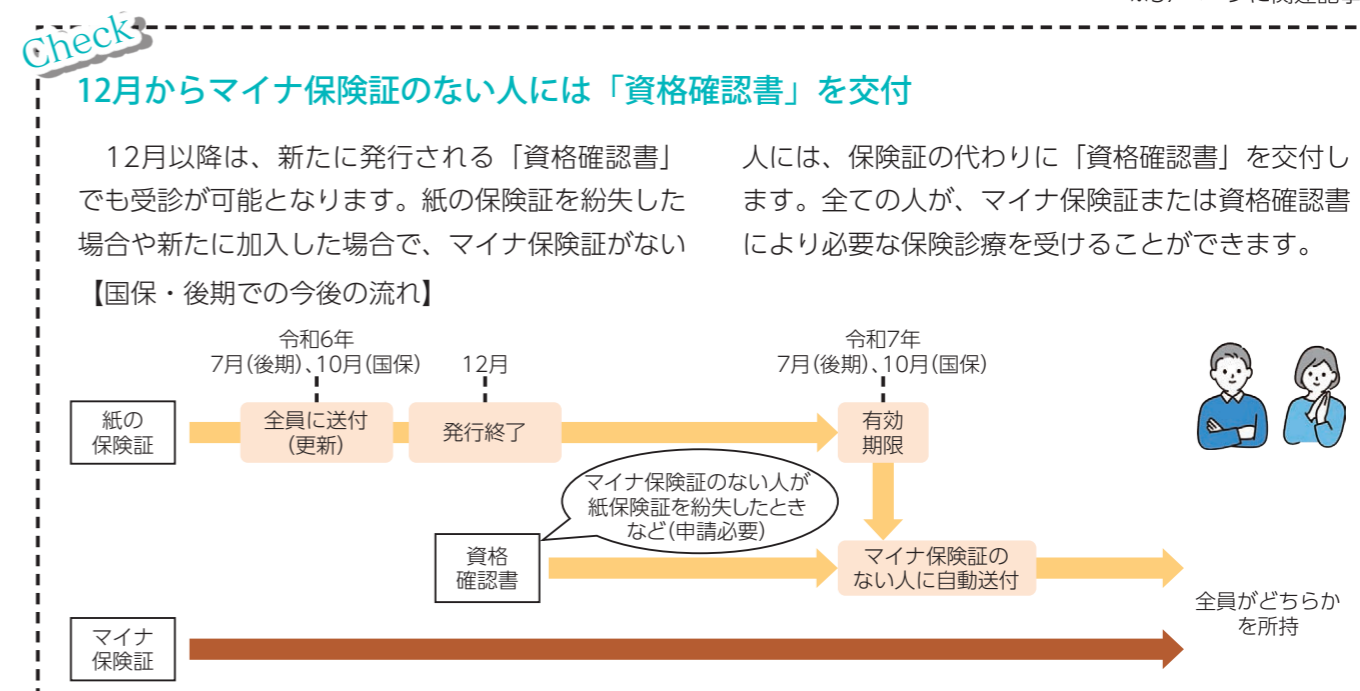 Check
12月からマイナ保険証のない人には「資格確認書」を交付
12月以降は、新たに発行される「資格確認書」
でも受診が可能となります。紙の保険証を紛失した
場合や新たに加入した場合で、マイナ保険証がない
人には、保険証の代わりに「資格確認書」を交付し
ます。全ての人が、マイナ保険証または資格確認書
により必要な保険診療を受けることができます。
【国保・後期での今後の流れ】
令和6年
7月(後期)、10月(国保)
12月
令和7年
7月(後期)、10月(国保)
紙の
保険証
全員に送付
(更新)
発行終了
有効
期限
マイナ保険証のない人が
紙保険証を紛失したとき
など(申請必要)
資格
確認書
マイナ保険証の
ない人に自動送付
全員がどちらか
を所持
マイナ
保険証